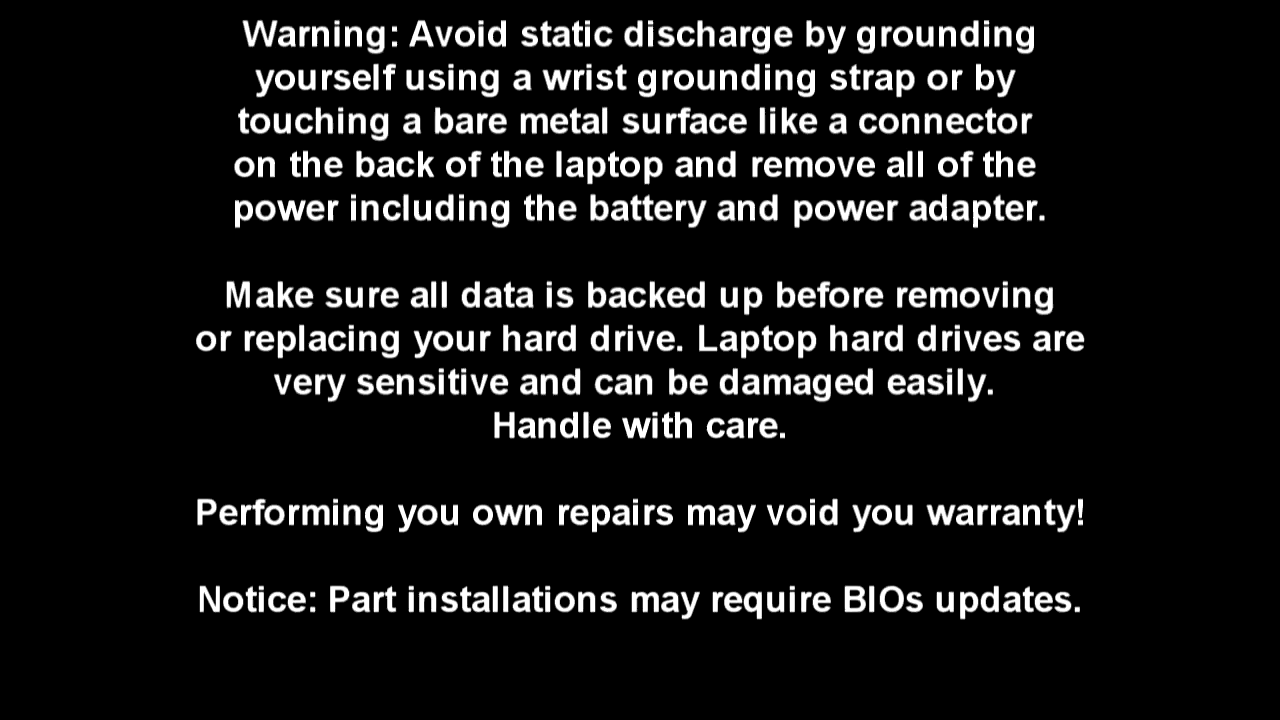 Warning: Avoid static discharge by grounding
yourself using a wrist grounding strap or by
touching a bare metal surface like a connector
on the back of the laptop and remove all of the
power including the battery and power adapter.
Make sure all data is backed up before removing
or replacing your hard drive. Laptop hard drives are
very sensitive and can be damaged easily.
Handle with care.
Performing you own repairs may void you warranty!
Notice: Part installations may require BIOs updates.